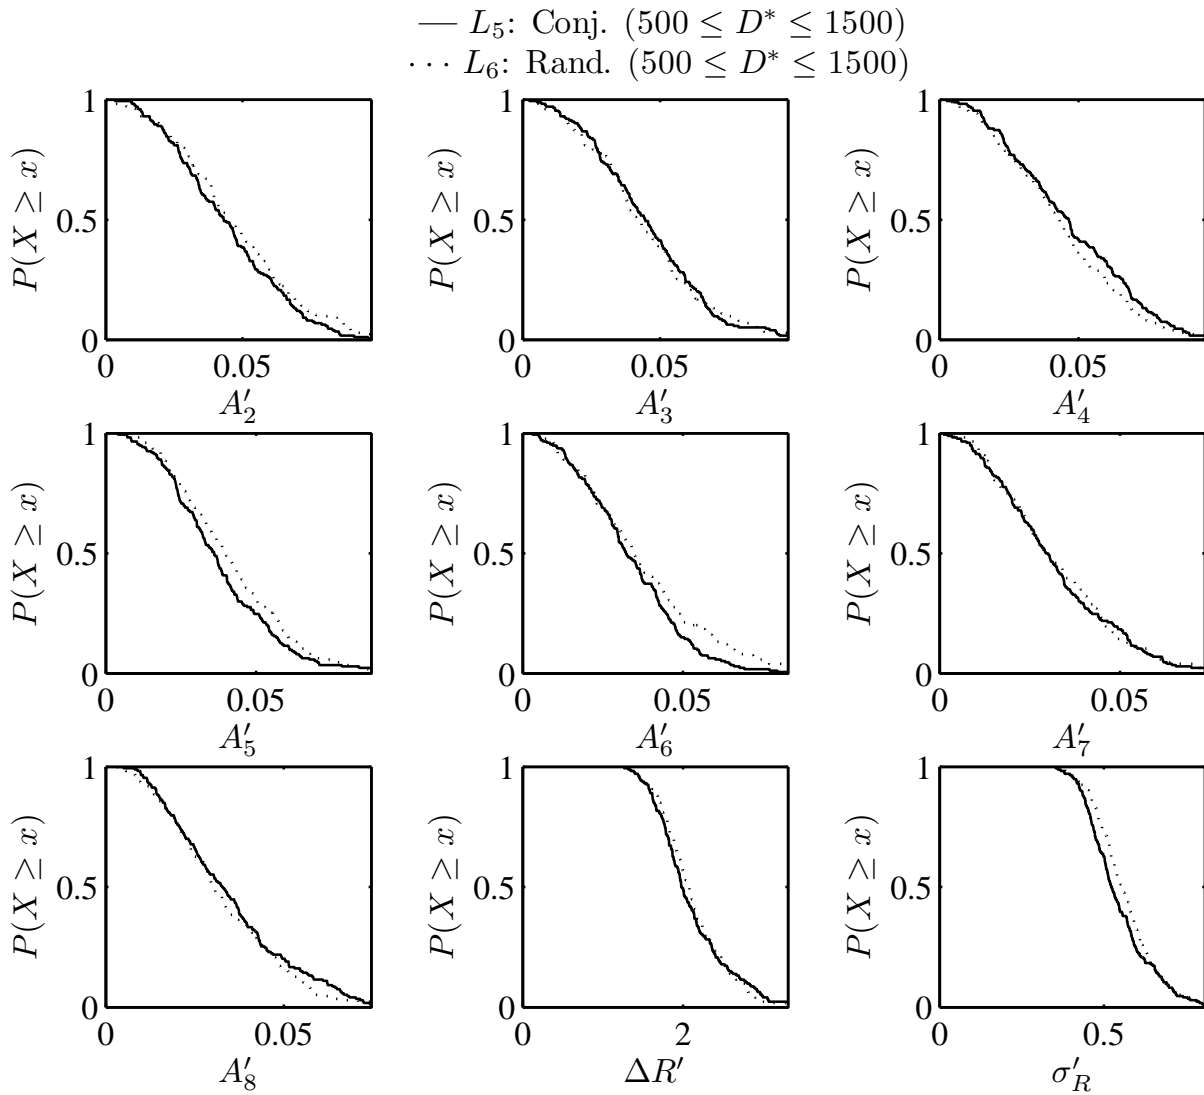 — L₅: Conj. (500 ≤ D* ≤ 1500)
··· L₆: Rand. (500 ≤ D* ≤ 1500)
P(X ≥ x)
1
0.5
0
0 0.05
A′₂
P(X ≥ x)
1
0.5
0
0 0.05
A′₃
P(X ≥ x)
1
0.5
0
0 0.05
A′₄
P(X ≥ x)
1
0.5
0
0 0.05
A′₅
P(X ≥ x)
1
0.5
0
0 0.05
A′₆
P(X ≥ x)
1
0.5
0
0 0.05
A′₇
P(X ≥ x)
1
0.5
0
0 0.05
A′₈
P(X ≥ x)
1
0.5
0
0 2
ΔR′
P(X ≥ x)
1
0.5
0
0 0.5
σ′_R